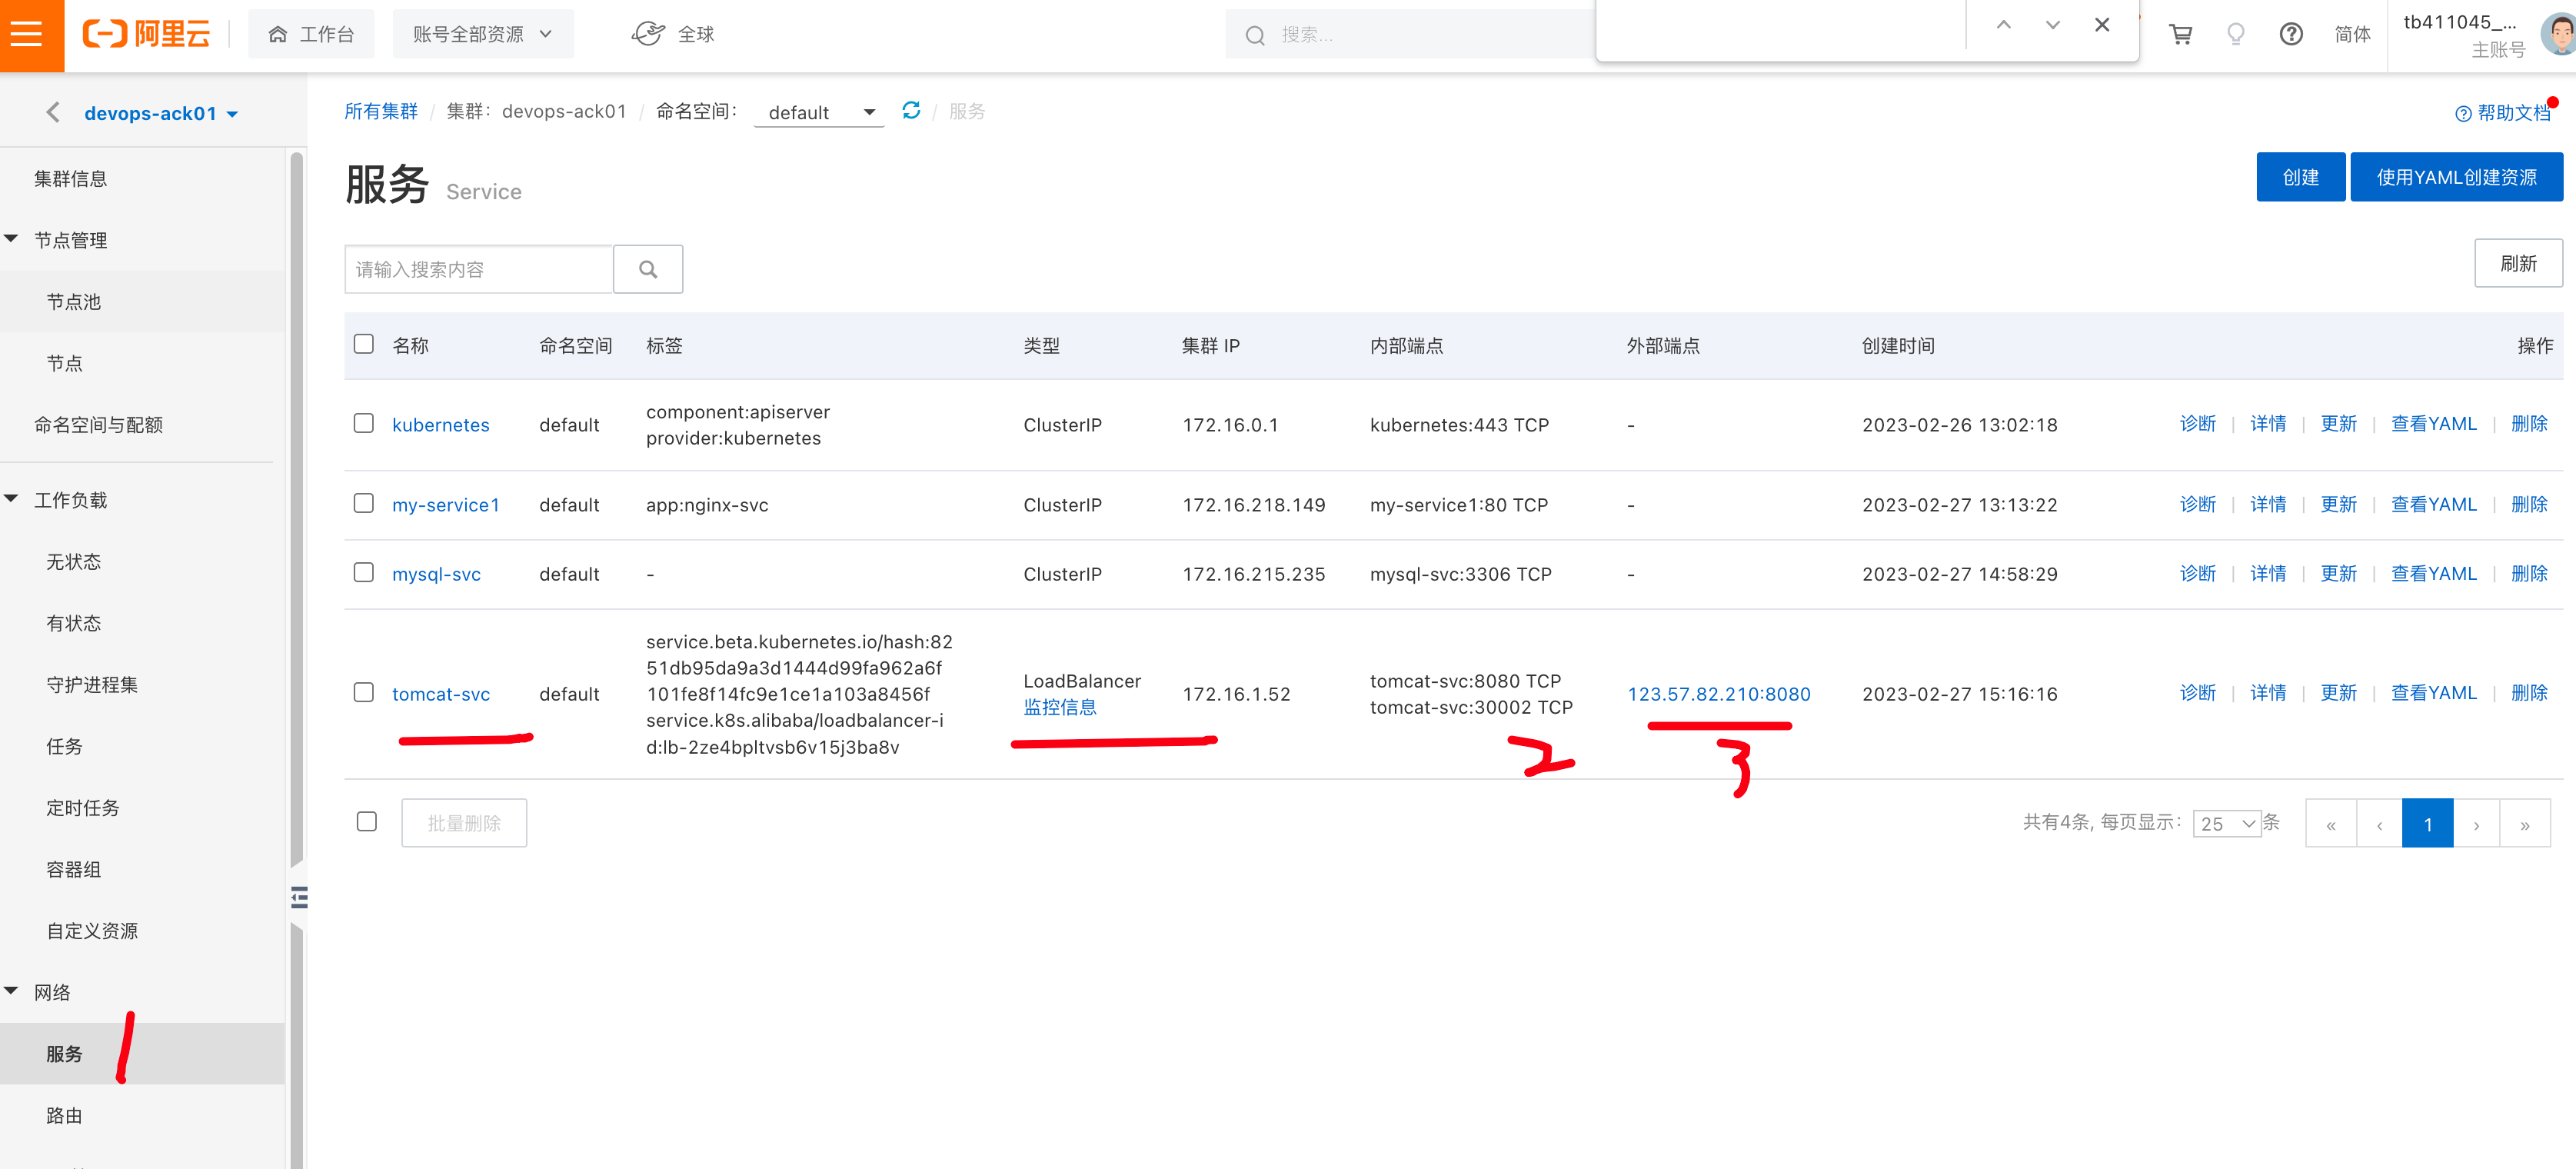 阿里云
工作台
账号全部资源
全球
搜索...
简体
tb411045_...
主账号
devops-ack01
集群信息
节点管理
节点池
节点
命名空间与配额
工作负载
无状态
有状态
守护进程集
任务
定时任务
容器组
自定义资源
网络
服务
1
路由
所有集群 / 集群：devops-ack01 / 命名空间： default / 服务
帮助文档
服务 Service
创建
使用YAML创建资源
请输入搜索内容
刷新
名称 命名空间 标签 类型 集群 IP 内部端点 外部端点 创建时间 操作
kubernetes default component:apiserver provider:kubernetes ClusterIP 172.16.0.1 kubernetes:443 TCP - 2023-02-26 13:02:18 诊断 | 详情 | 更新 | 查看YAML | 删除
my-service1 default app:nginx-svc ClusterIP 172.16.218.149 my-service1:80 TCP - 2023-02-27 13:13:22 诊断 | 详情 | 更新 | 查看YAML | 删除
mysql-svc default - ClusterIP 172.16.215.235 mysql-svc:3306 TCP - 2023-02-27 14:58:29 诊断 | 详情 | 更新 | 查看YAML | 删除
service.beta.kubernetes.io/hash:82
51db95da9a3d1444d99fa962a6f
101fe8f14fc9e1ce1a103a8456f
service.k8s.alibaba/loadbalancer-i
d:lb-2ze4bpltvsb6v15j3ba8v
tomcat-svc default LoadBalancer 172.16.1.52 tomcat-svc:8080 TCP 123.57.82.210:8080 2023-02-27 15:16:16 诊断 | 详情 | 更新 | 查看YAML | 删除
监控信息 tomcat-svc:30002 TCP
2
3
批量删除
共有4条, 每页显示： 25 条
« ‹ 1 › »